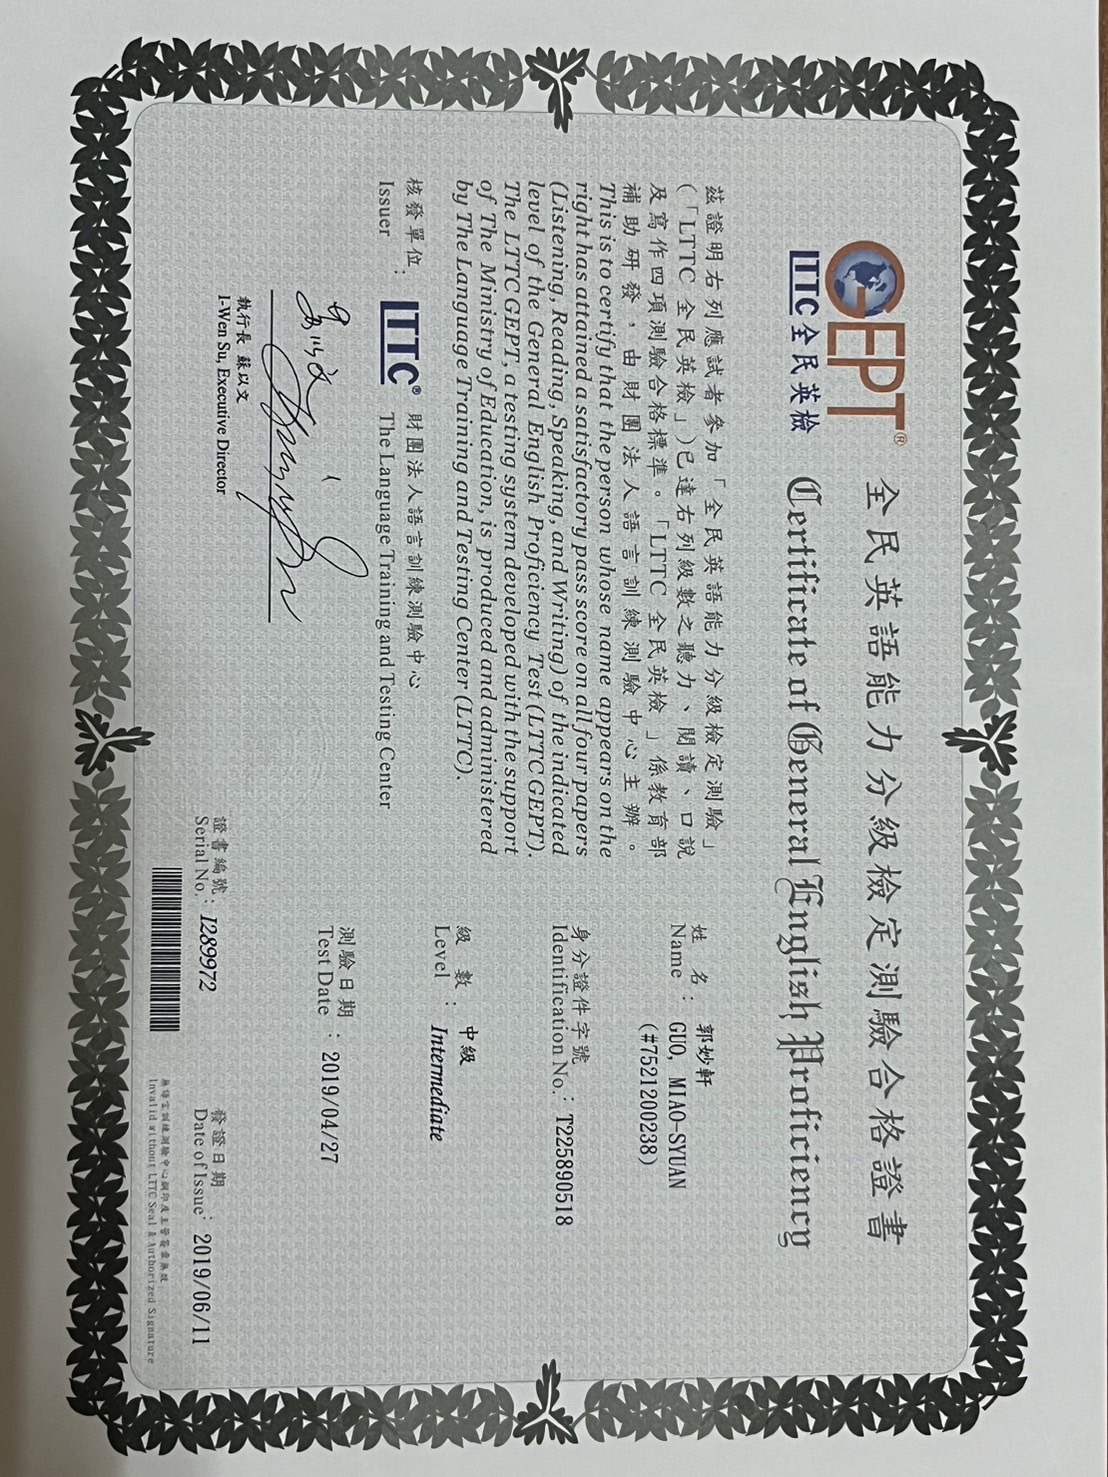 GEPT®
LTTC 全民英檢
全民英語能力分級檢定測驗合格證書
Certificate of General English Proficiency
茲證明右列應試者參加「全民英語能力分級檢定測驗」
(「LTTC 全民英檢」)已達右列級數之聽力、閱讀、口說
及寫作四項測驗合格標準。「LTTC 全民英檢 」係教育部
補助研發，由財團法人語言訓練測驗中心主辦。
This is to certify that the person whose name appears on the
right has attained a satisfactory pass score on all four papers
(Listening, Reading, Speaking, and Writing) of the indicated
level of the General English Proficiency Test (LTTC GEPT).
The LTTC GEPT, a testing system developed with the support
of The Ministry of Education, is produced and administered
by The Language Training and Testing Center (LTTC).
核發單位
Issuer :
LTTC®
財團法人語言訓練測驗中心
The Language Training and Testing Center
蘇以文
執行長 蘇以文
I-Wen Su, Executive Director
姓 名 : 郭妙軒
Name GUO, MIAO-SYUAN
(#7521200238)
身分證件字號
Identification No. : T225890518
級 數 : 中級
Level Intermediate
測驗日期
Test Date : 2019/04/27
證書編號
Serial No. : I289972
發證日期
Date of Issue : 2019/06/11
無語言訓練測驗中心鋼印及主管簽章無效
Invalid without LTTC Seal & Authorized Signature